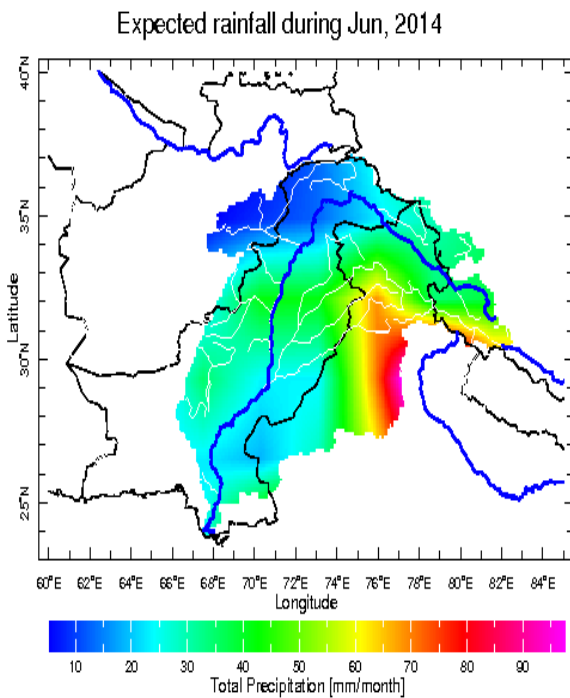 Expected rainfall during Jun, 2014
40°N
35°N
30°N
25°N
Latitude
60°E 62°E 64°E 66°E 68°E 70°E 72°E 74°E 76°E 78°E 80°E 82°E 84°E
Longitude
10 20 30 40 50 60 70 80 90
Total Precipitation [mm/month]